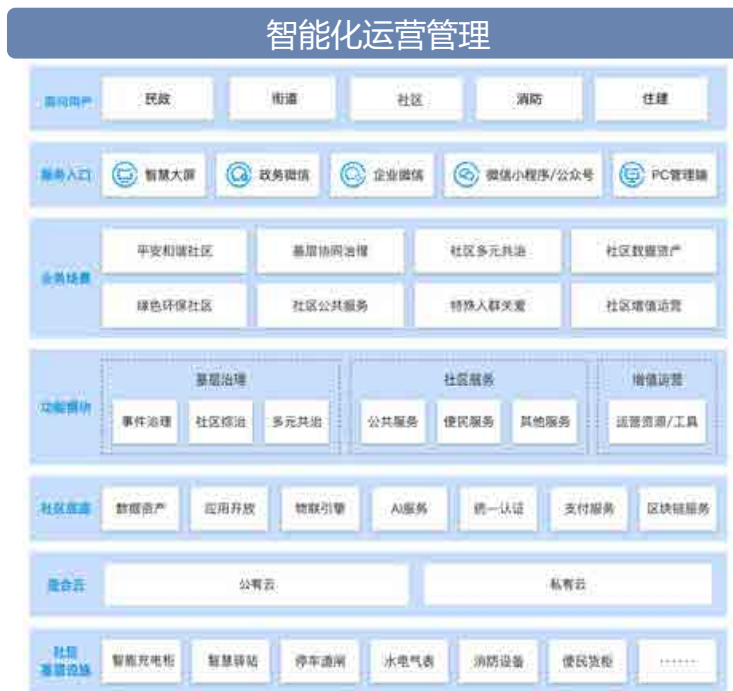 智能化运营管理
面向用户 民政 街道 社区 消防 住建
服务入口 智慧大屏 政务微信 企业微信 微信小程序/公众号 PC管理端
平安和谐社区 基层协同治理 社区多元共治 社区数据资产
业务场景
绿色环保社区 社区公共服务 特殊人群关爱 社区增值运营
基层治理 社区服务 增值运营
功能模块
事件治理 社区综治 多元共治 公共服务 便民服务 其他服务 运营资源/工具
社区底座 数据资产 应用开放 物联引擎 AI服务 统一认证 支付服务 区块链服务
混合云 公有云 私有云
社区
基层设施 智能充电柜 智慧驿站 停车道闸 水电气表 消防设备 便民货柜 ······